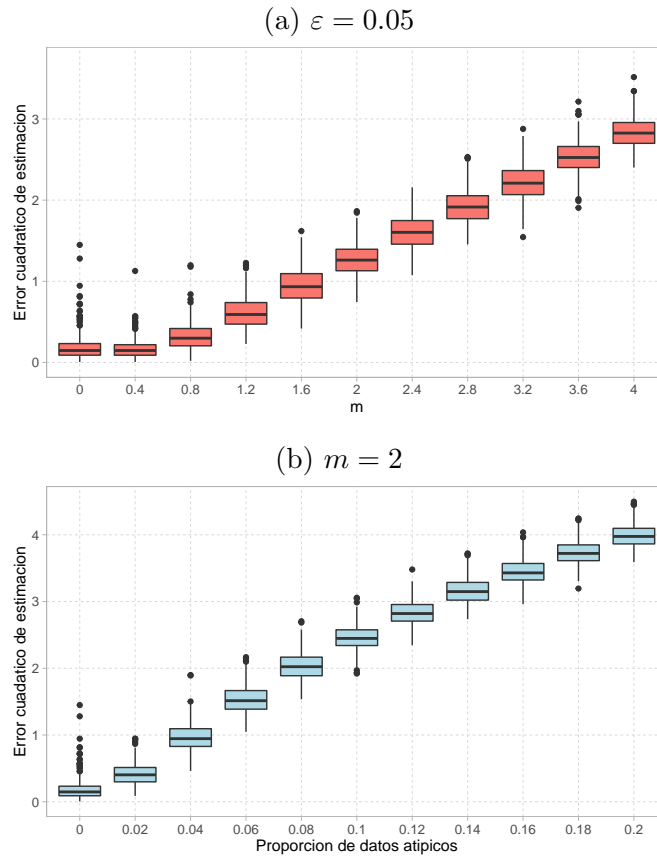 (a) ε = 0.05
Error cuadratico de estimacion
3
2
1
0
0 0.4 0.8 1.2 1.6 2 2.4 2.8 3.2 3.6 4
m
(b) m = 2
Error cuadatico de estimacion
4
3
2
1
0
0 0.02 0.04 0.06 0.08 0.1 0.12 0.14 0.16 0.18 0.2
Proporcion de datos atipicos